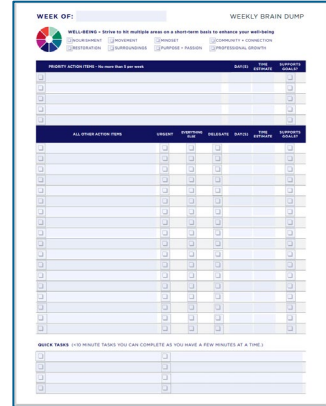 WEEK OF:
WEEKLY BRAIN DUMP
WELL-BEING • Strive to hit multiple areas on a short-term basis to enhance your well-being
NOURISHMENT MOVEMENT MINDSET COMMUNITY + CONNECTION
RESTORATION SURROUNDINGS PURPOSE + PASSION PROFESSIONAL GROWTH
PRIORITY ACTION ITEMS - No more than 5 per week DAY(S) TIME ESTIMATE SUPPORTS GOALS?
ALL OTHER ACTION ITEMS URGENT EVERYTHING ELSE DELEGATE DAY(S) TIME ESTIMATE SUPPORTS GOALS?
QUICK TASKS (<10 MINUTE TASKS YOU CAN COMPLETE AS YOU HAVE A FEW MINUTES AT A TIME.)